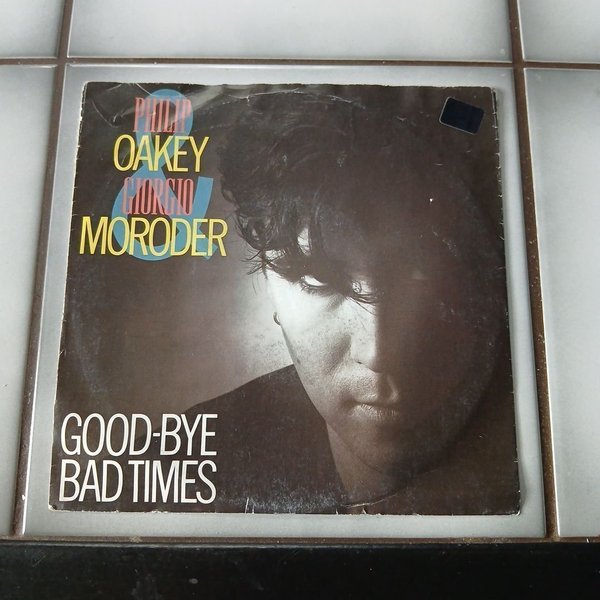 PHILIP
OAKEY
&
GIORGIO
MORODER
GOOD-BYE
BAD TIMES